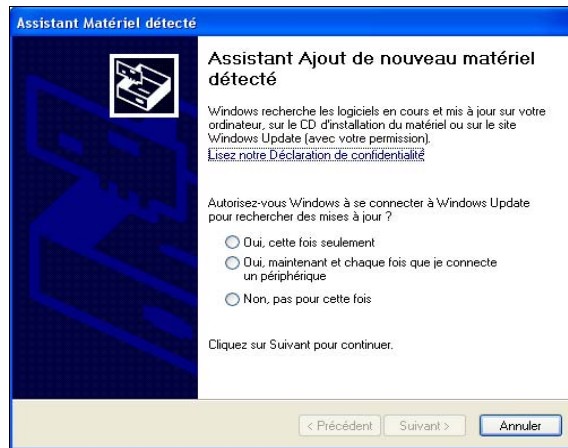 Assistant Matériel détecté
Assistant Ajout de nouveau matériel
détecté
Windows recherche les logiciels en cours et mis à jour sur votre
ordinateur, sur le CD d'installation du matériel ou sur le site
Windows Update (avec votre permission).
Lisez notre Déclaration de confidentialité
Autorisez-vous Windows à se connecter à Windows Update
pour rechercher des mises à jour ?
Oui, cette fois seulement
Oui, maintenant et chaque fois que je connecte
un périphérique
Non, pas pour cette fois
Cliquez sur Suivant pour continuer.
< Précédent Suivant > Annuler